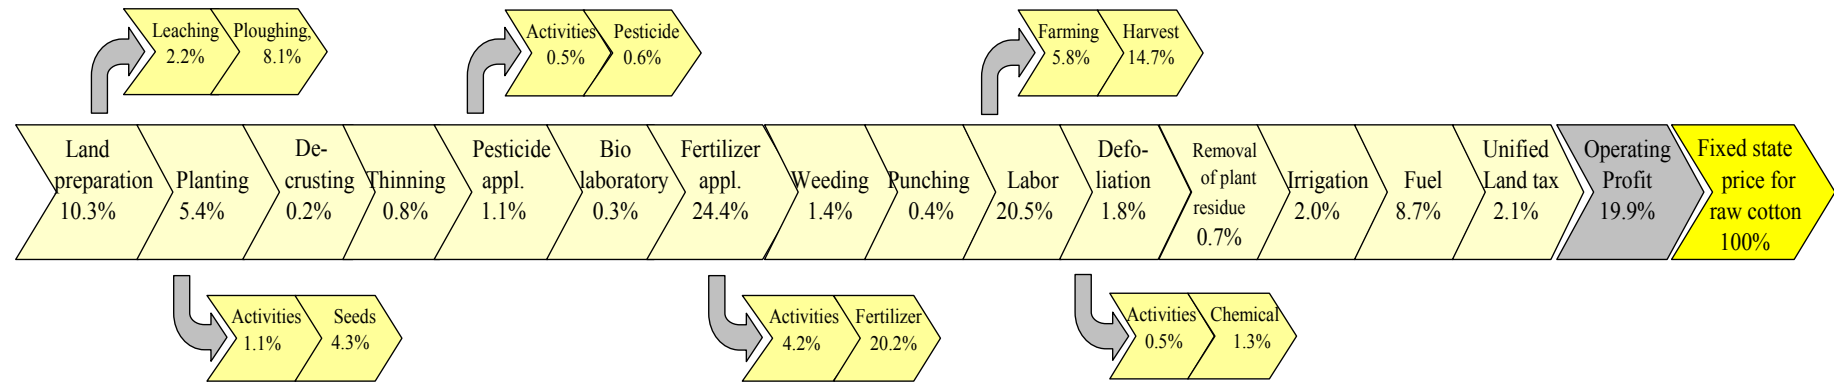 Leaching
2.2%
Ploughing,
8.1%
Activities
0.5%
Pesticide
0.6%
Farming
5.8%
Harvest
14.7%
Land
preparation
10.3%
Planting
5.4%
De-
crusting
0.2%
Thinning
0.8%
Pesticide
appl.
1.1%
Bio
laboratory
0.3%
Fertilizer
appl.
24.4%
Weeding
1.4%
Punching
0.4%
Labor
20.5%
Defo-
liation
1.8%
Removal
of plant
residue
0.7%
Irrigation
2.0%
Fuel
8.7%
Unified
Land tax
2.1%
Operating
Profit
19.9%
Fixed state
price for
raw cotton
100%
Activities
1.1%
Seeds
4.3%
Activities
4.2%
Fertilizer
20.2%
Activities
0.5%
Chemical
1.3%